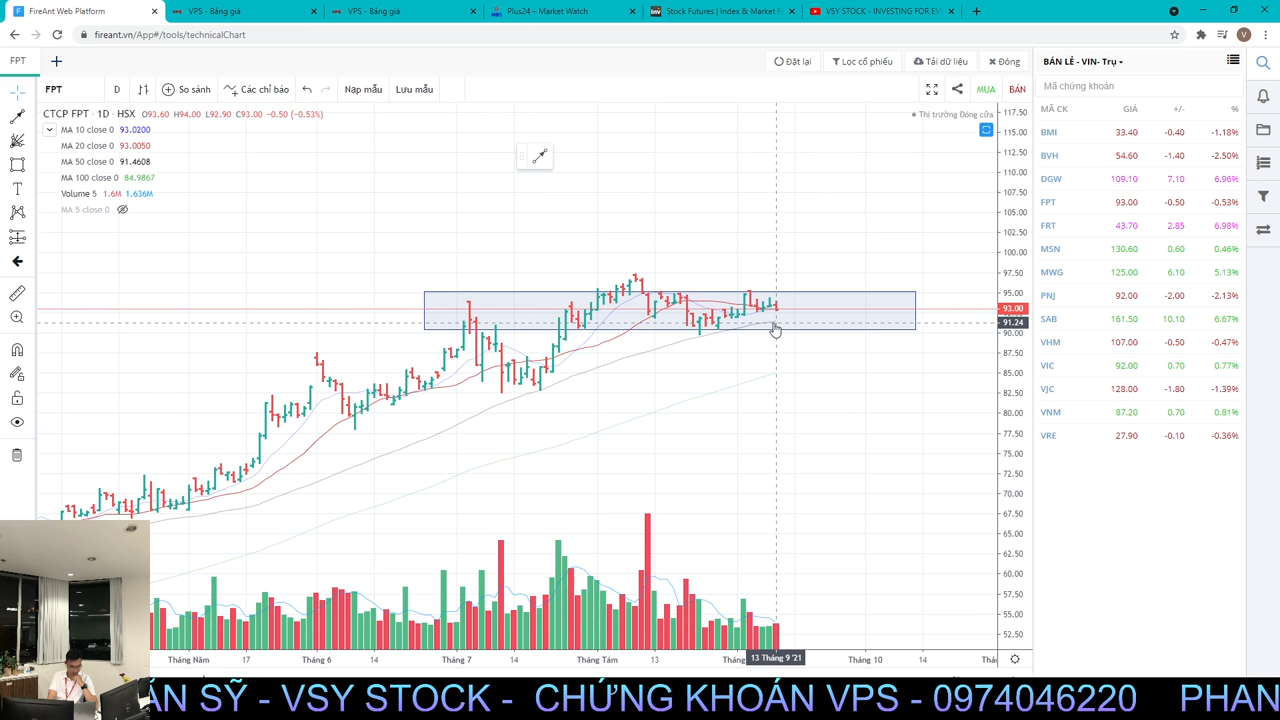 FireAnt Web Platform
VPS - Bảng giá
VPS - Bảng giá
Plus24 – Market Watch
Stock Futures | Index & Market F
VSY STOCK - INVESTING FOR EV
fireant.vn/App#/tools/technicalChart
V
FPT
Đặt lại
Lọc cổ phiếu
Tải dữ liệu
Đóng
FPT
D
So sánh
Các chỉ báo
Nạp mẫu
Lưu mẫu
MUA
BÁN
CTCP FPT · 1D · HSX O93.60 H94.00 L92.90 C93.00 −0.50 (−0.53%)
Thị trường Đóng cửa
MA 10 close 0 93.0200
MA 20 close 0 93.0050
MA 50 close 0 91.4608
MA 100 close 0 84.9867
Volume 5 1.6M 1.636M
MA 5 close 0
117.50
115.00
112.50
110.00
107.50
105.00
102.50
100.00
97.50
95.00
93.00
91.24
90.00
87.50
85.00
82.50
80.00
77.50
75.00
72.50
70.00
67.50
65.00
62.50
60.00
57.50
55.00
52.50
Tháng Năm
17
Tháng 6
14
Tháng 7
14
Tháng Tám
13
Tháng
13 Tháng 9 '21
Tháng 10
14
BÁN LẺ - VIN- Trụ
Mã chứng khoán
MÃ CK GIÁ +/- %
BMI 33.40 -0.40 -1.18%
BVH 54.60 -1.40 -2.50%
DGW 109.10 7.10 6.96%
FPT 93.00 -0.50 -0.53%
FRT 43.70 2.85 6.98%
MSN 130.60 0.60 0.46%
MWG 125.00 6.10 5.13%
PNJ 92.00 -2.00 -2.13%
SAB 161.50 10.10 6.67%
VHM 107.00 -0.50 -0.47%
VIC 92.00 0.70 0.77%
VJC 128.00 -1.80 -1.39%
VNM 87.20 0.70 0.81%
VRE 27.90 -0.10 -0.36%
ÁN SỸ - VSY STOCK - CHỨNG KHOÁN VPS - 0974046220 PHAN